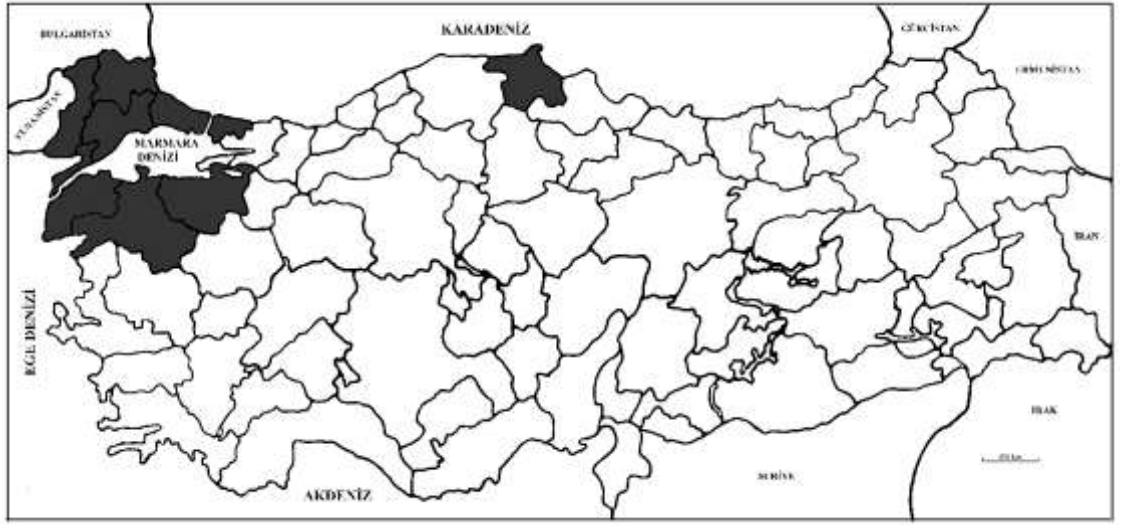 BULGARİSTAN
KARADENİZ
GÜRCİSTAN
ERMENİSTAN
YUNANİSTAN
MARMARA
DENİZİ
İRAN
EGE DENİZİ
IRAK
SURİYE
AKDENİZ